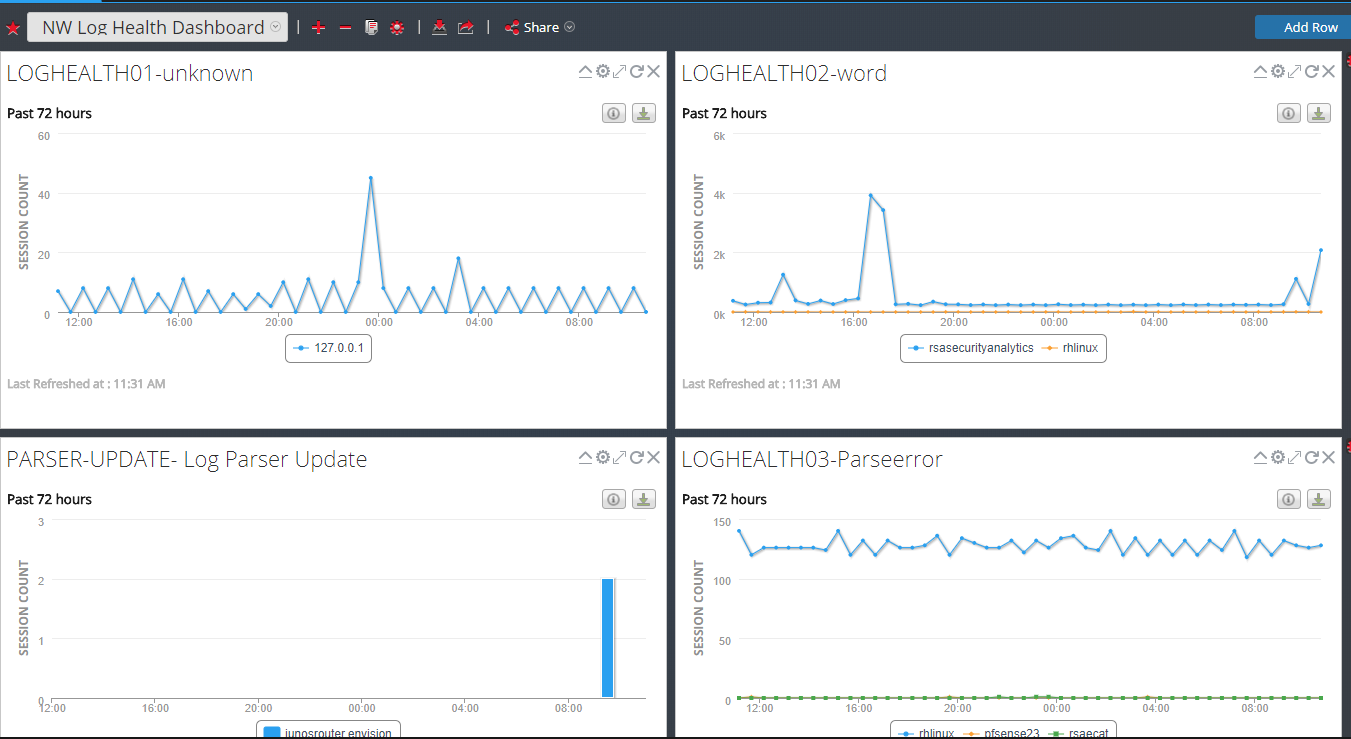 NW Log Health Dashboard
Share
Add Row
LOGHEALTH01-unknown
Past 72 hours
SESSION COUNT
60
40
20
0
12:00 16:00 20:00 00:00 04:00 08:00
127.0.0.1
Last Refreshed at : 11:31 AM
LOGHEALTH02-word
Past 72 hours
SESSION COUNT
6k
4k
2k
0k
12:00 16:00 20:00 00:00 04:00 08:00
rsasecurityanalytics rhlinux
Last Refreshed at : 11:31 AM
PARSER-UPDATE- Log Parser Update
Past 72 hours
SESSION COUNT
3
2
1
0
12:00 16:00 20:00 00:00 04:00 08:00
junosrouter envision
LOGHEALTH03-Parseerror
Past 72 hours
SESSION COUNT
150
100
50
0
12:00 16:00 20:00 00:00 04:00 08:00
rhlinux pfsense23 rsaecat